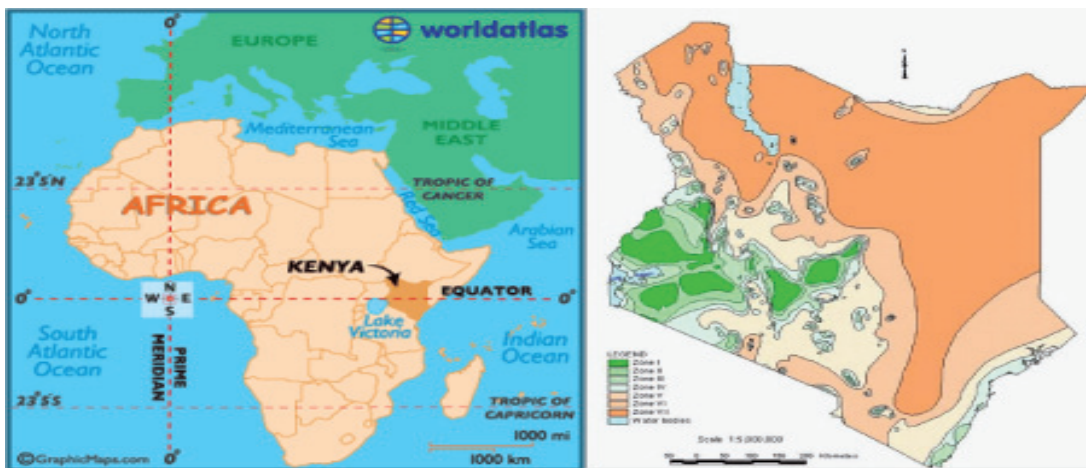 North
Atlantic
Ocean
0°
EUROPE
worldatlas
Mediterranean
Sea
MIDDLE
EAST
23°5'N
TROPIC OF
CANCER
AFRICA
Red Sea
Arabian
Sea
KENYA
N
W E
S
0°
EQUATOR
0°
Lake
Victoria
South
Atlantic
Ocean
PRIME
MERIDIAN
Indian
Ocean
23°5'S
TROPIC OF
CAPRICORN
1000 mi
1000 km
©GraphicMaps.com
0°
LEGEND
Zone I
Zone II
Zone III
Zone IV
Zone V
Zone VI
Zone VII
Water bodies
Scale 1:5,000,000
Kilometers